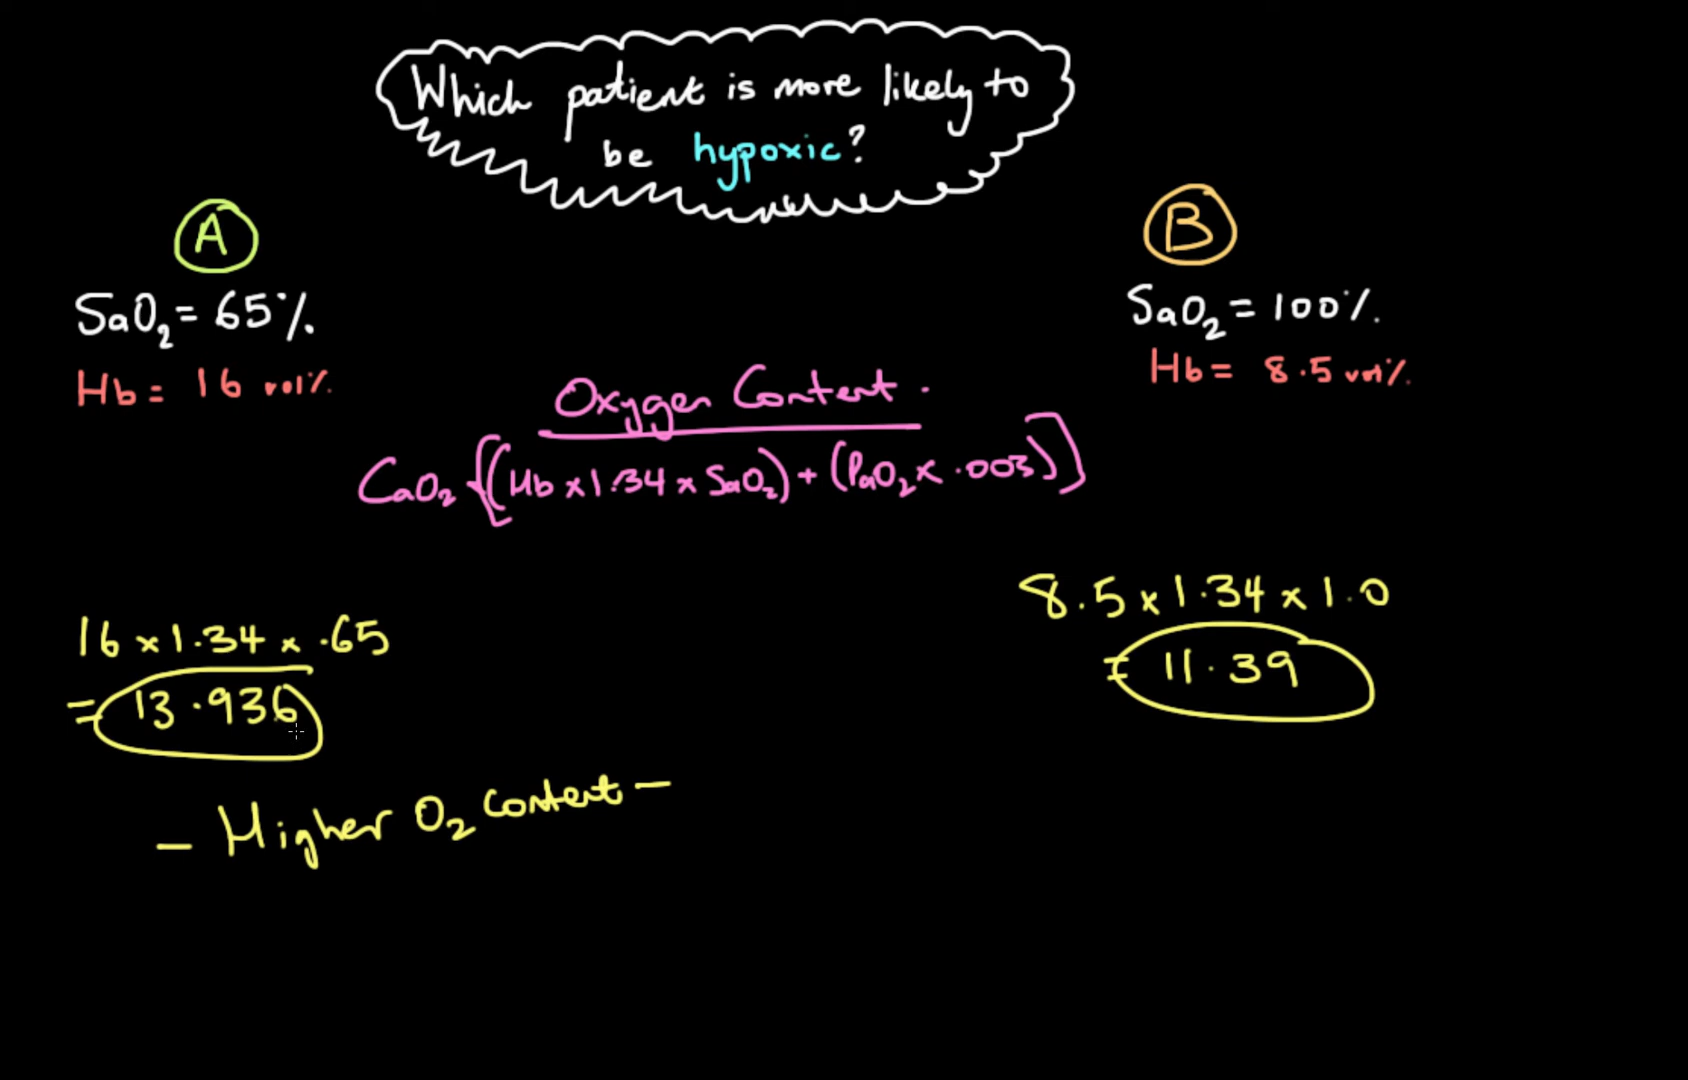 Which patient is more likely to
be hypoxic?
A
SaO2 = 65%.
Hb = 16 vol%.
B
SaO2 = 100%.
Hb = 8.5 vol%.
Oxygen Content.
CaO2 [(Hb x 1.34 x SaO2) + (PaO2 x .003)]
16 x 1.34 x .65
= 13.936
8.5 x 1.34 x 1.0
= 11.39
- Higher O2 content -